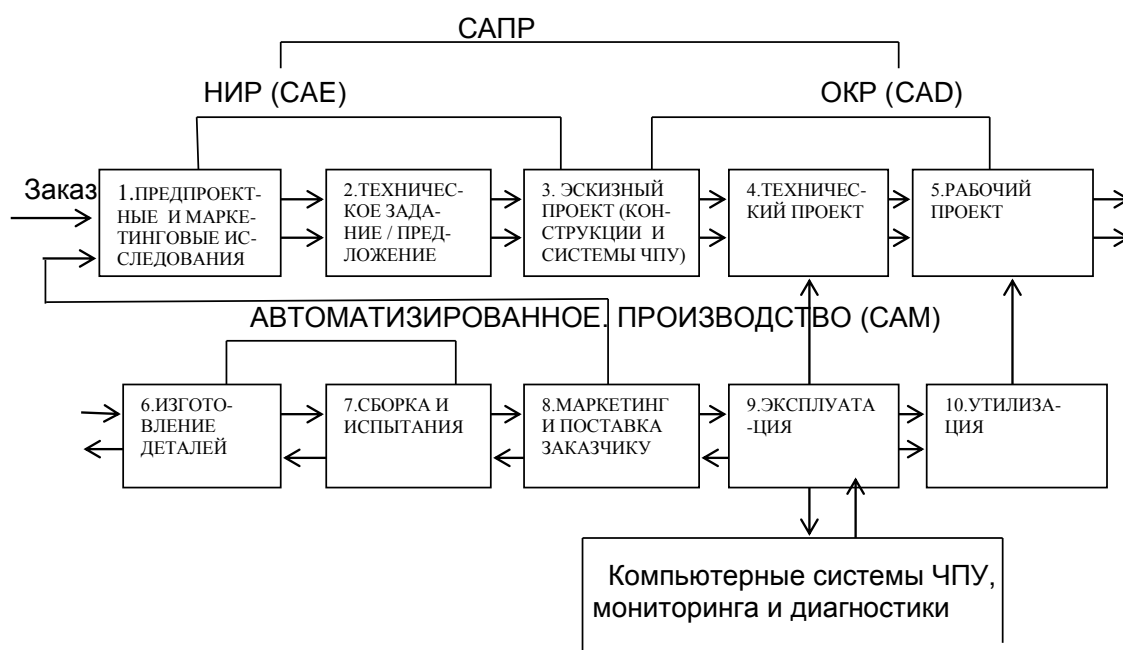 САПР
НИР (CAE)
ОКР (CAD)
Заказ
1.ПРЕДПРОЕКТ-
НЫЕ И МАРКЕ-
ТИНГОВЫЕ ИС-
СЛЕДОВАНИЯ
2.ТЕХНИЧЕС-
КОЕ ЗАДА-
НИЕ / ПРЕД-
ЛОЖЕНИЕ
3. ЭСКИЗНЫЙ
ПРОЕКТ (КОН-
СТРУКЦИИ И
СИСТЕМЫ ЧПУ)
4.ТЕХНИЧЕС-
КИЙ ПРОЕКТ
5.РАБОЧИЙ
ПРОЕКТ
АВТОМАТИЗИРОВАННОЕ. ПРОИЗВОДСТВО (САМ)
6.ИЗГОТО-
ВЛЕНИЕ
ДЕТАЛЕЙ
7.СБОРКА И
ИСПЫТАНИЯ
8.МАРКЕТИНГ
И ПОСТАВКА
ЗАКАЗЧИКУ
9.ЭКСПЛУАТА
-ЦИЯ
10.УТИЛИЗА-
ЦИЯ
Компьютерные системы ЧПУ,
мониторинга и диагностики